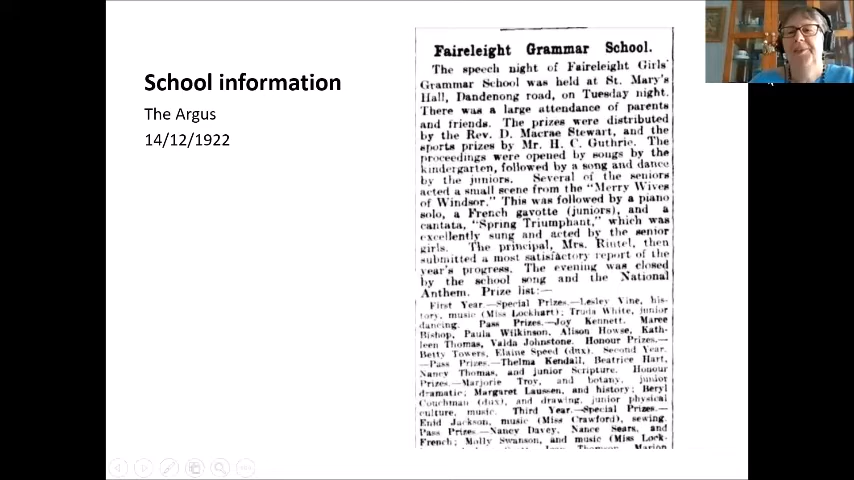 School information
The Argus
14/12/1922
Faireleight Grammar School.
The speech night of Faireleight Girls'
Grammar School was held at St. Mary's
Hall, Dandenong road, on Tuesday night.
There was a large attendance of parents
and friends. The prizes were distributed
by the Rev. D. Macrae Stewart, and the
sports prizes by Mr. H. C. Guthrie. The
proceedings were opened by songs by the
kindergarten, followed by a song and dance
by the juniors. Several of the seniors
acted a small scene from the "Merry Wives
of Windsor." This was followed by a piano
solo, a French gavotte (juniors), and a
cantata, "Spring Triumphant," which was
excellently sung and acted by the senior
girls. The principal, Mrs. Rintel, then
submitted a most satisfactory report of the
year's progress. The evening was closed
by the school song and the National
Anthem. Prize list:—
First Year.—Special Prizes.—Lesley Vine, his-
tory, music (Miss Lockhart); Truda White, junior
dancing. Pass Prizes.—Joy Kennett, Maree
Bishop, Paula Wilkinson, Alison Howse, Kath-
leen Thomas, Valda Johnstone. Honour Prizes.—
Betty Towers, Elaine Speed (dux). Second Year.
—Pass Prizes.—Thelma Kendall, Beatrice Hart,
Nancy Thomas, and junior Scripture. Honour
Prizes.—Marjorie Troy, and botany, junior
dramatic; Margaret Laussen, and history; Beryl
Couchman (dux), and drawing, junior physical
culture, music. Third Year.—Special Prizes.—
Enid Jackson, music (Miss Crawford), sewing.
Pass Prizes.—Nancy Davey, Nance Sears, and
French; Molly Swanson, and music (Miss Lock-